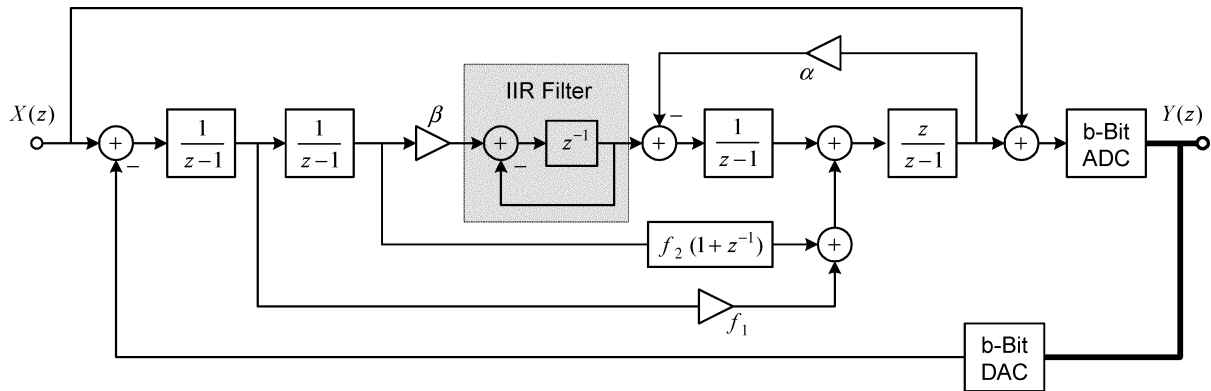 X(z)
+
−
1
z−1
1
z−1
β
IIR Filter
+
−
z⁻¹
α
−
+
1
z−1
+
z
z−1
+
b-Bit
ADC
Y(z)
f₂ (1 + z⁻¹)
+
f₁
b-Bit
DAC